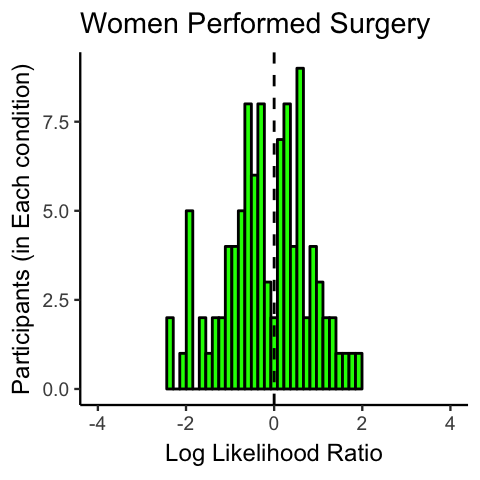 Women Performed Surgery
Participants (in Each condition)
7.5
5.0
2.5
0.0
-4 -2 0 2 4
Log Likelihood Ratio